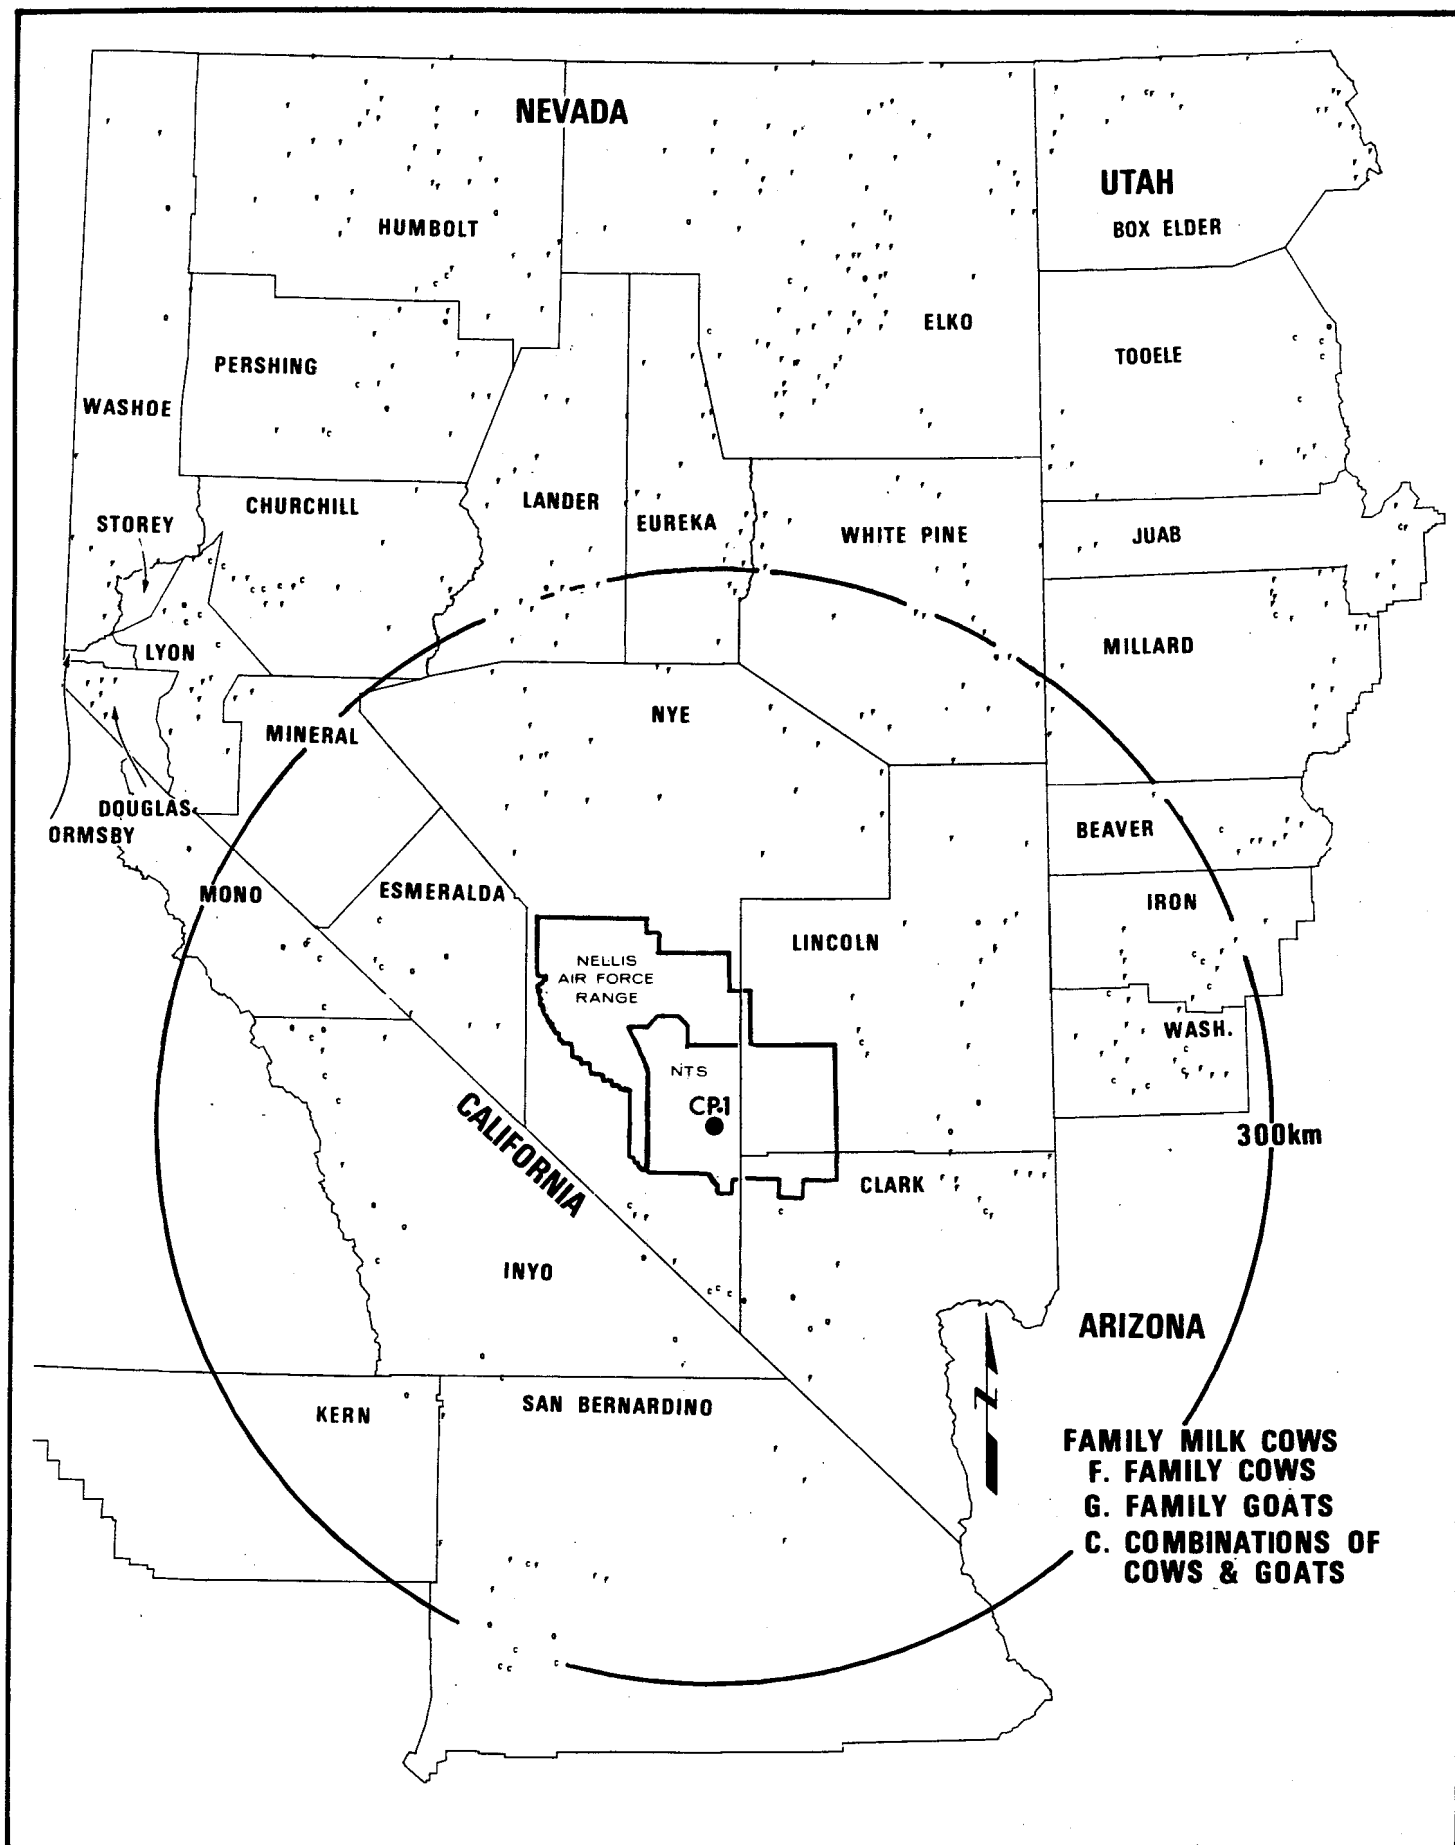 NEVADA
UTAH
BOX ELDER
HUMBOLT
ELKO
TOOELE
PERSHING
WASHOE
CHURCHILL
LANDER
STOREY
EUREKA
WHITE PINE
JUAB
LYON
MILLARD
NYE
MINERAL
DOUGLAS
ORMSBY
BEAVER
MONO
ESMERALDA
IRON
LINCOLN
NELLIS
AIR FORCE
RANGE
WASH.
NTS
CP-1
CALIFORNIA
300km
CLARK
INYO
ARIZONA
N
KERN
SAN BERNARDINO
FAMILY MILK COWS
F. FAMILY COWS
G. FAMILY GOATS
C. COMBINATIONS OF
COWS & GOATS